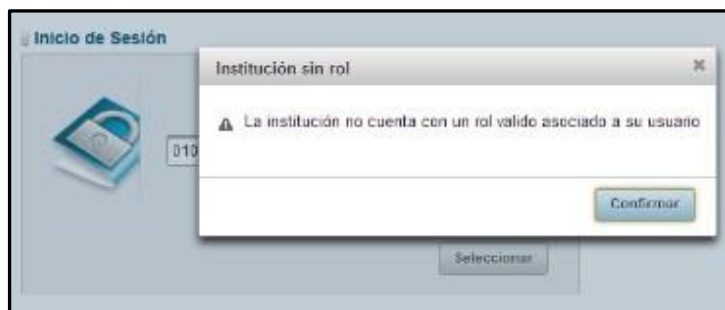 Inicio de Sesión
Institución sin rol
La institución no cuenta con un rol valido asociado a su usuario
010
Confirmar
Seleccionar